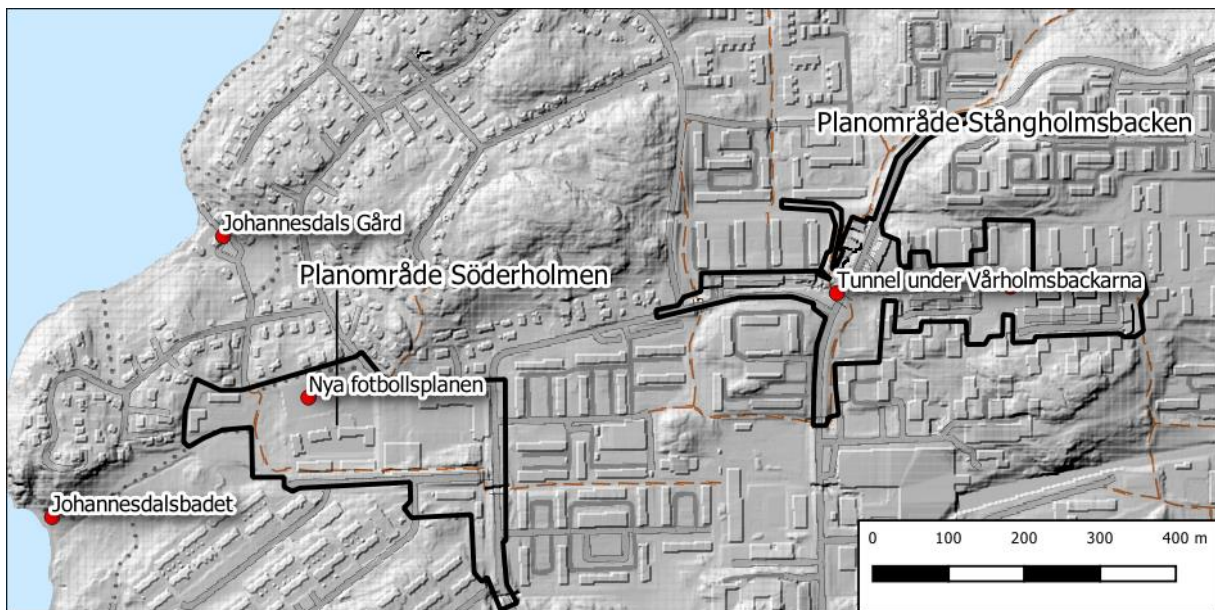 Planområde Stångholmsbacken
Johannesdals Gård
Planområde Söderholmen
Tunnel under Vårholmsbackarna
Nya fotbollsplanen
Johannesdalsbadet
0 100 200 300 400 m